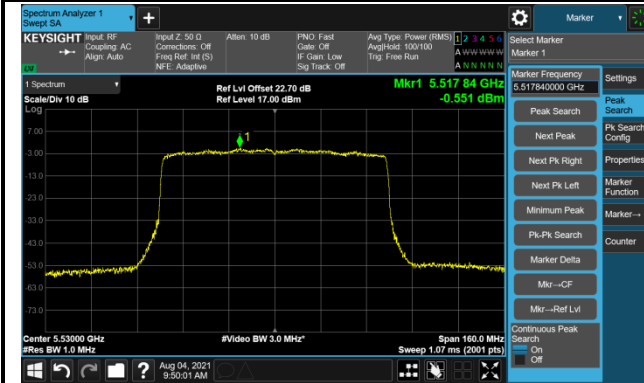 Spectrum Analyzer 1
Swept SA
Marker
KEYSIGHT
Input: RF
Coupling: AC
Align: Auto
Input Z: 50 Ω
Corrections: Off
Freq Ref: Int (S)
NFE: Adaptive
Atten: 10 dB
PNO: Fast
Gate: Off
IF Gain: Low
Sig Track: Off
Avg Type: Power (RMS)
Avg|Hold: 100/100
Trig: Free Run
1 2 3 4 5 6
A W W W W W
A N N N N N
Select Marker
Marker 1
1 Spectrum
Scale/Div 10 dB
Log
Ref Lvl Offset 22.70 dB
Ref Level 17.00 dBm
Mkr1 5.517 84 GHz
-0.551 dBm
7.00
-3.00
-13.0
-23.0
-33.0
-43.0
-53.0
-63.0
-73.0
1
Center 5.53000 GHz
#Res BW 1.0 MHz
#Video BW 3.0 MHz*
Span 160.0 MHz
Sweep 1.07 ms (2001 pts)
Aug 04, 2021
9:50:01 AM
Marker Frequency
5.517840000 GHz
Peak Search
Next Peak
Next Pk Right
Next Pk Left
Minimum Peak
Pk-Pk Search
Marker Delta
Mkr→CF
Mkr→Ref Lvl
Continuous Peak
Search
On
Off
Settings
Peak
Search
Pk Search
Config
Properties
Marker
Function
Marker→
Counter